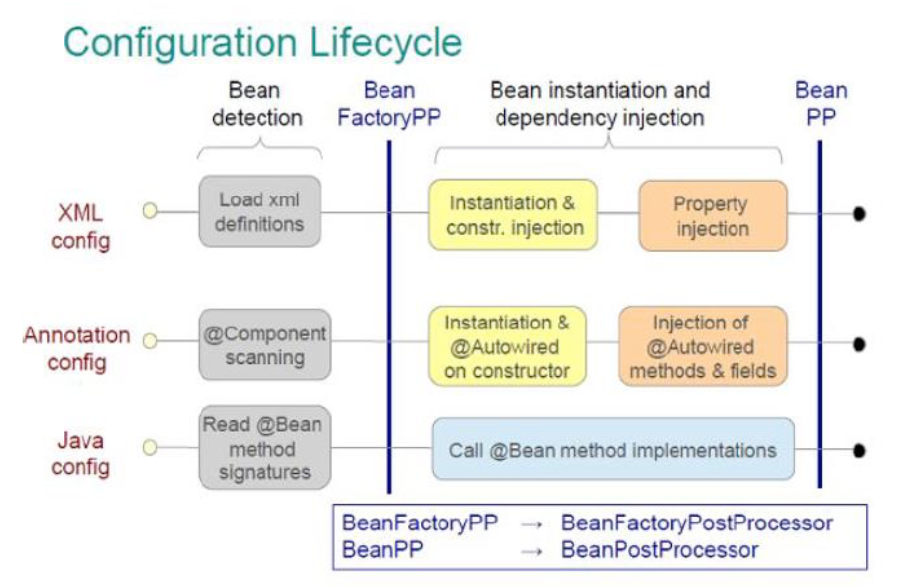 Configuration Lifecycle
Bean
detection
Bean
FactoryPP
Bean instantiation and
dependency injection
Bean
PP
XML
config
Load xml
definitions
Instantiation &
constr. injection
Property
injection
Annotation
config
@Component
scanning
Instantiation &
@Autowired
on constructor
Injection of
@Autowired
methods & fields
Java
config
Read @Bean
method
signatures
Call @Bean method implementations
BeanFactoryPP → BeanFactoryPostProcessor
BeanPP → BeanPostProcessor